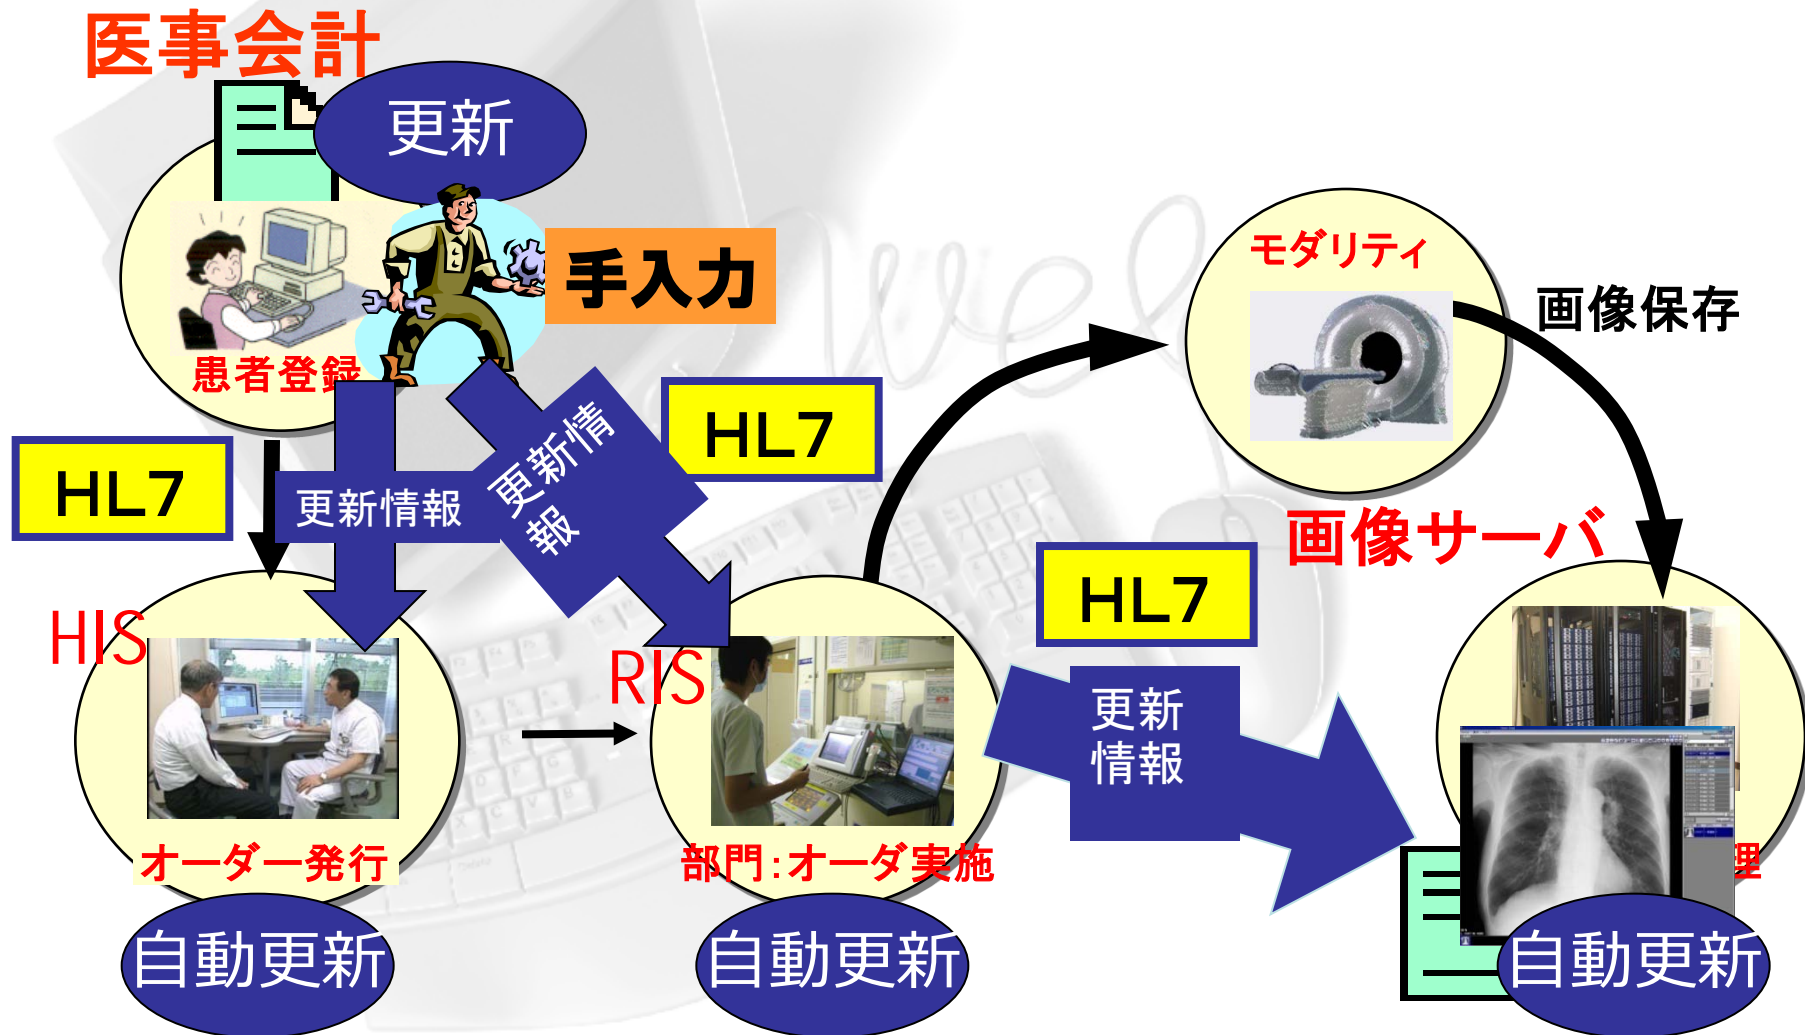 医事会計
更新
手入力
患者登録
モダリティ
画像保存
HL7
HL7
更新情報
更新情
報
画像サーバ
HL7
HIS
RIS
更新
情報
オーダー発行
部門：オーダ実施
理
自動更新
自動更新
自動更新